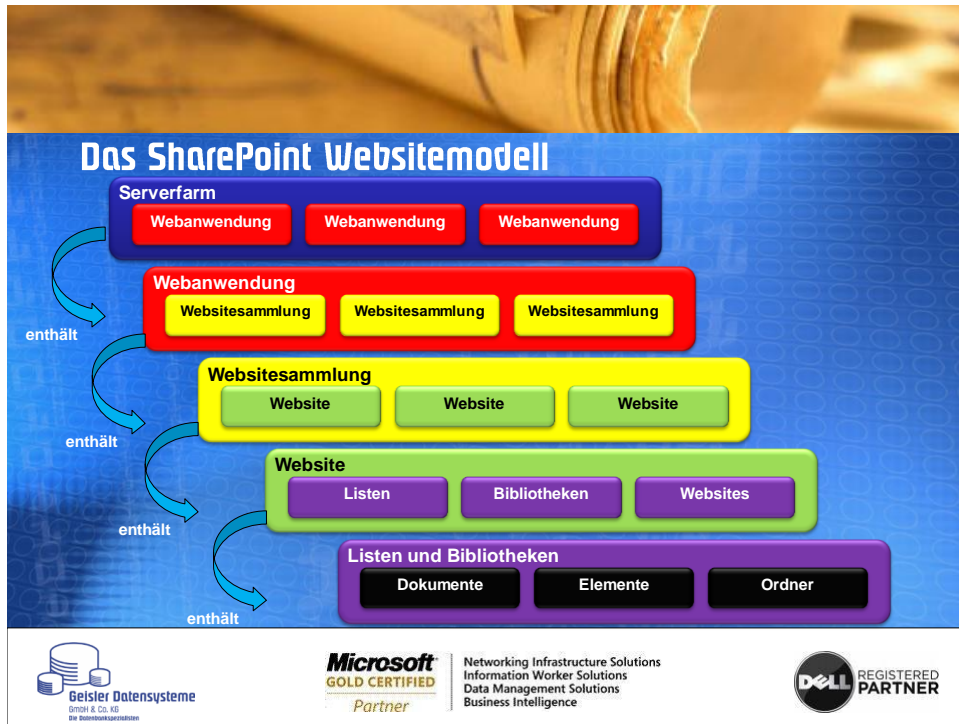 Das SharePoint Websitemodell
Serverfarm
Webanwendung Webanwendung Webanwendung
enthält
Webanwendung
Websitesammlung Websitesammlung Websitesammlung
enthält
Websitesammlung
Website Website Website
enthält
Website
Listen Bibliotheken Websites
enthält
Listen und Bibliotheken
Dokumente Elemente Ordner
Geisler Datensysteme
GmbH & Co. KG
Die Datenbankspezialisten
Microsoft
GOLD CERTIFIED
Partner
Networking Infrastructure Solutions
Information Worker Solutions
Data Management Solutions
Business Intelligence
DELL
REGISTERED
PARTNER